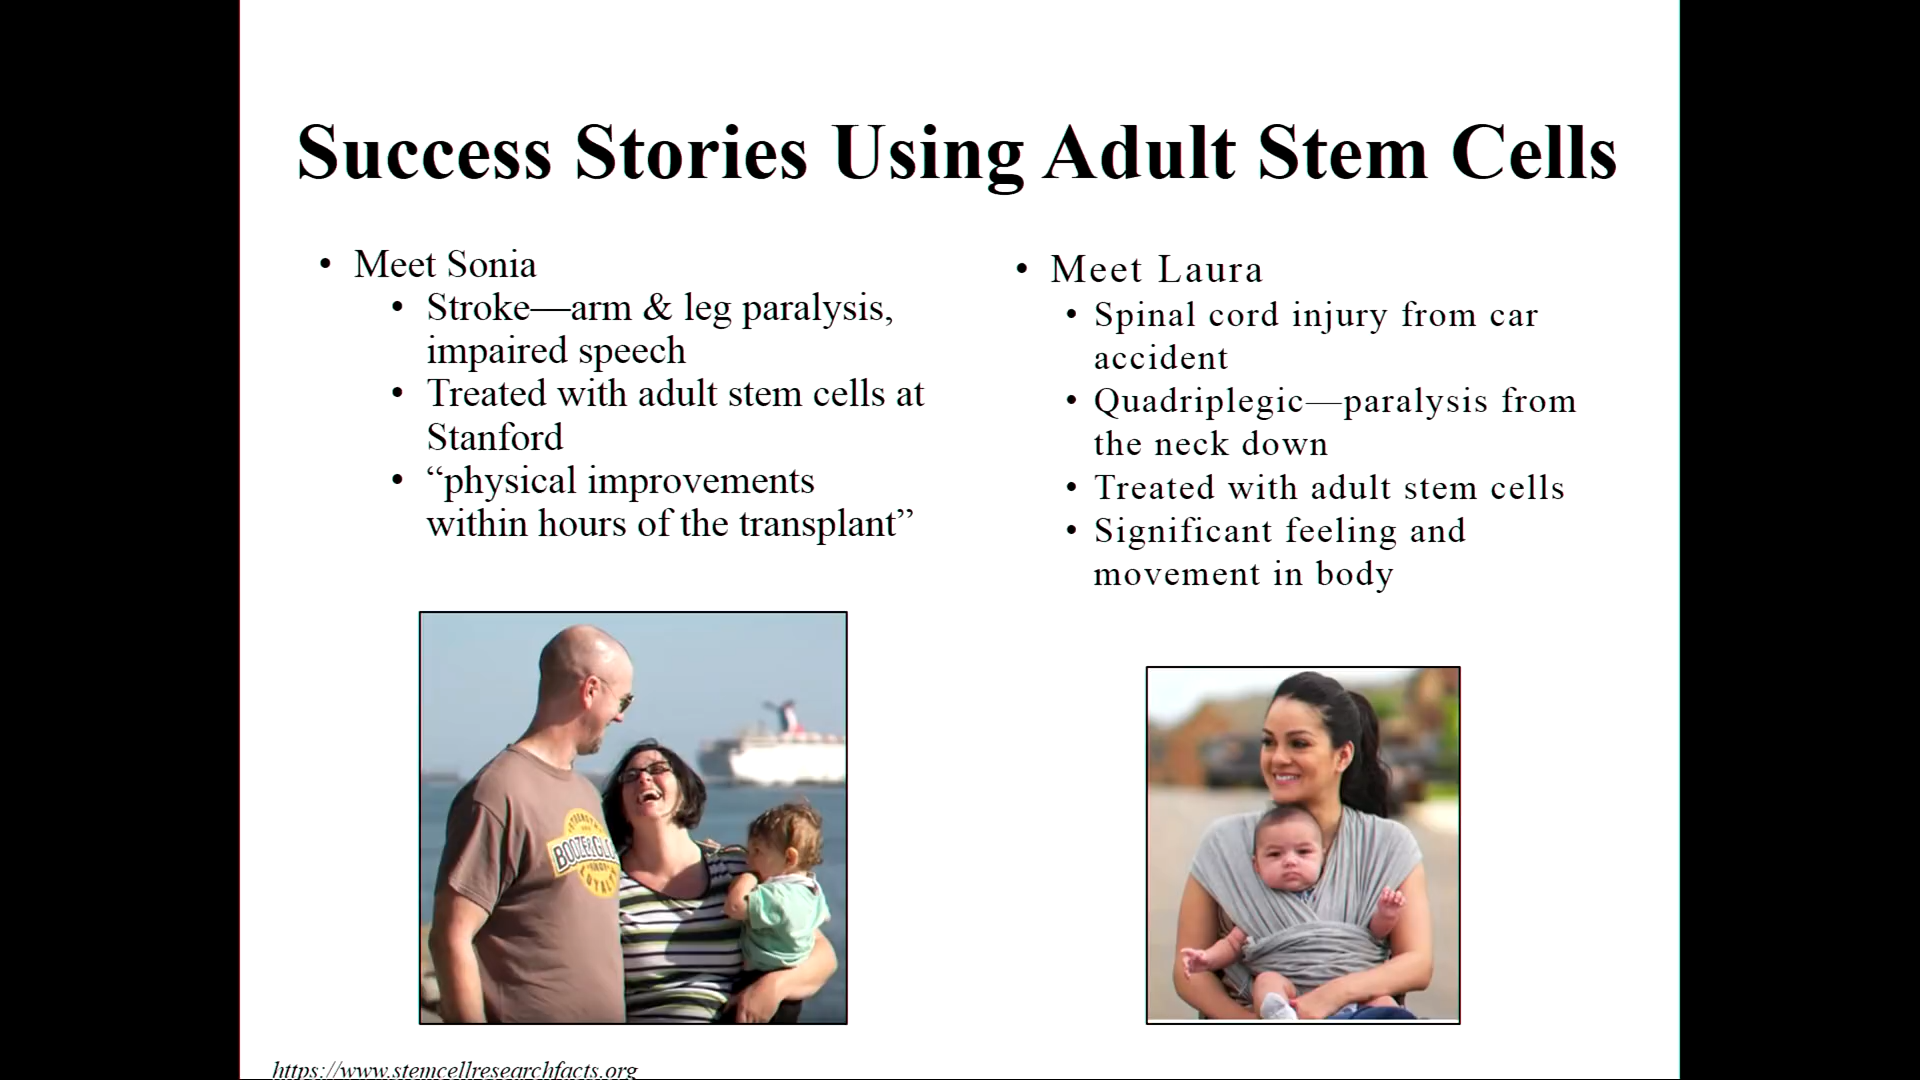 Success Stories Using Adult Stem Cells
• Meet Sonia
• Stroke—arm & leg paralysis,
impaired speech
• Treated with adult stem cells at
Stanford
• “physical improvements
within hours of the transplant”
• Meet Laura
• Spinal cord injury from car
accident
• Quadriplegic—paralysis from
the neck down
• Treated with adult stem cells
• Significant feeling and
movement in body
https://www.stemcellresearchfacts.org